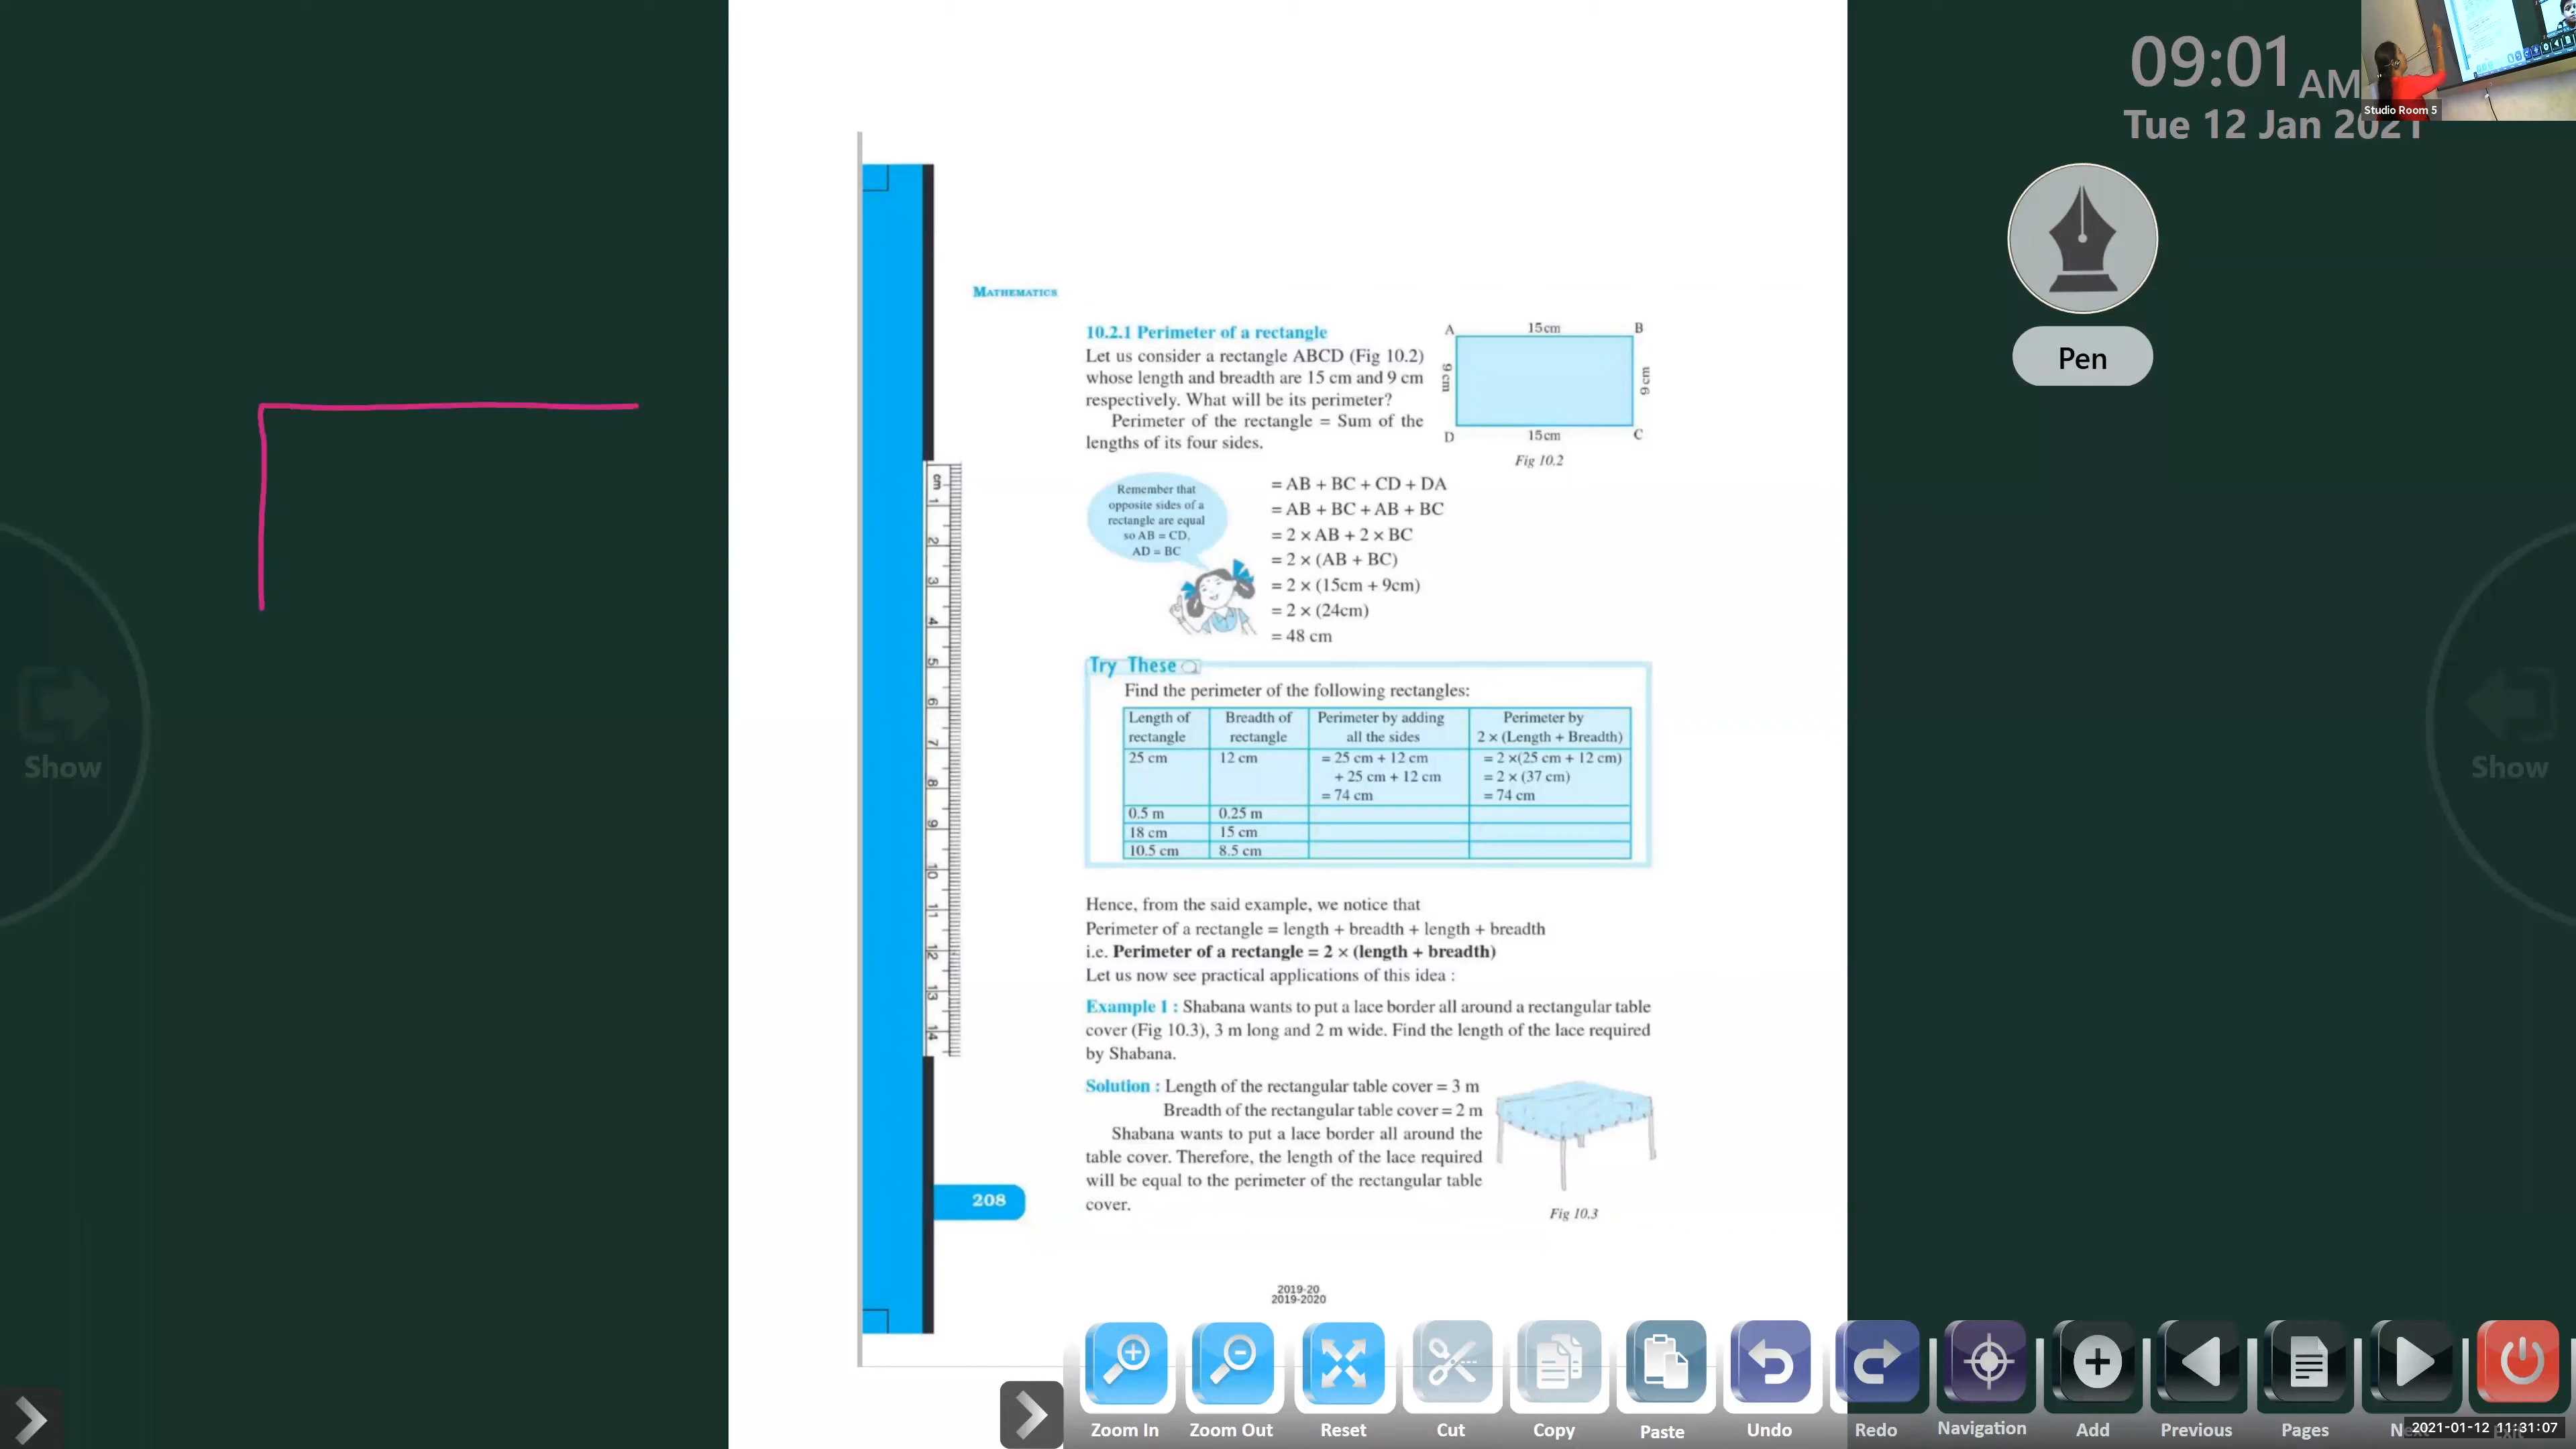 09:01 AM
Tue 12 Jan 2021
Studio Room 5
Pen
Show
Show
MATHEMATICS
10.2.1 Perimeter of a rectangle
Let us consider a rectangle ABCD (Fig 10.2)
whose length and breadth are 15 cm and 9 cm
respectively. What will be its perimeter?
Perimeter of the rectangle = Sum of the
lengths of its four sides.
A 15cm B
9 cm
9 cm
D 15cm C
Fig 10.2
Remember that
opposite sides of a
rectangle are equal
so AB = CD,
AD = BC
= AB + BC + CD + DA
= AB + BC + AB + BC
= 2 × AB + 2 × BC
= 2 × (AB + BC)
= 2 × (15cm + 9cm)
= 2 × (24cm)
= 48 cm
cm 1 2 3 4 5 6 7 8 9 10 11 12 13 14
Try These
Find the perimeter of the following rectangles:
Length of rectangle
Breadth of rectangle
Perimeter by adding all the sides
Perimeter by 2 × (Length + Breadth)
25 cm 12 cm = 25 cm + 12 cm = 2 ×(25 cm + 12 cm)
+ 25 cm + 12 cm = 2 × (37 cm)
= 74 cm = 74 cm
0.5 m 0.25 m
18 cm 15 cm
10.5 cm 8.5 cm
Hence, from the said example, we notice that
Perimeter of a rectangle = length + breadth + length + breadth
i.e. Perimeter of a rectangle = 2 × (length + breadth)
Let us now see practical applications of this idea :
Example 1 : Shabana wants to put a lace border all around a rectangular table
cover (Fig 10.3), 3 m long and 2 m wide. Find the length of the lace required
by Shabana.
Solution : Length of the rectangular table cover = 3 m
Breadth of the rectangular table cover = 2 m
Shabana wants to put a lace border all around the
table cover. Therefore, the length of the lace required
will be equal to the perimeter of the rectangular table
cover.
Fig 10.3
208
2019-20
2019-2020
Zoom In Zoom Out Reset Cut Copy Paste Undo Redo Navigation Add Previous Pages
2021-01-12 11:31:07